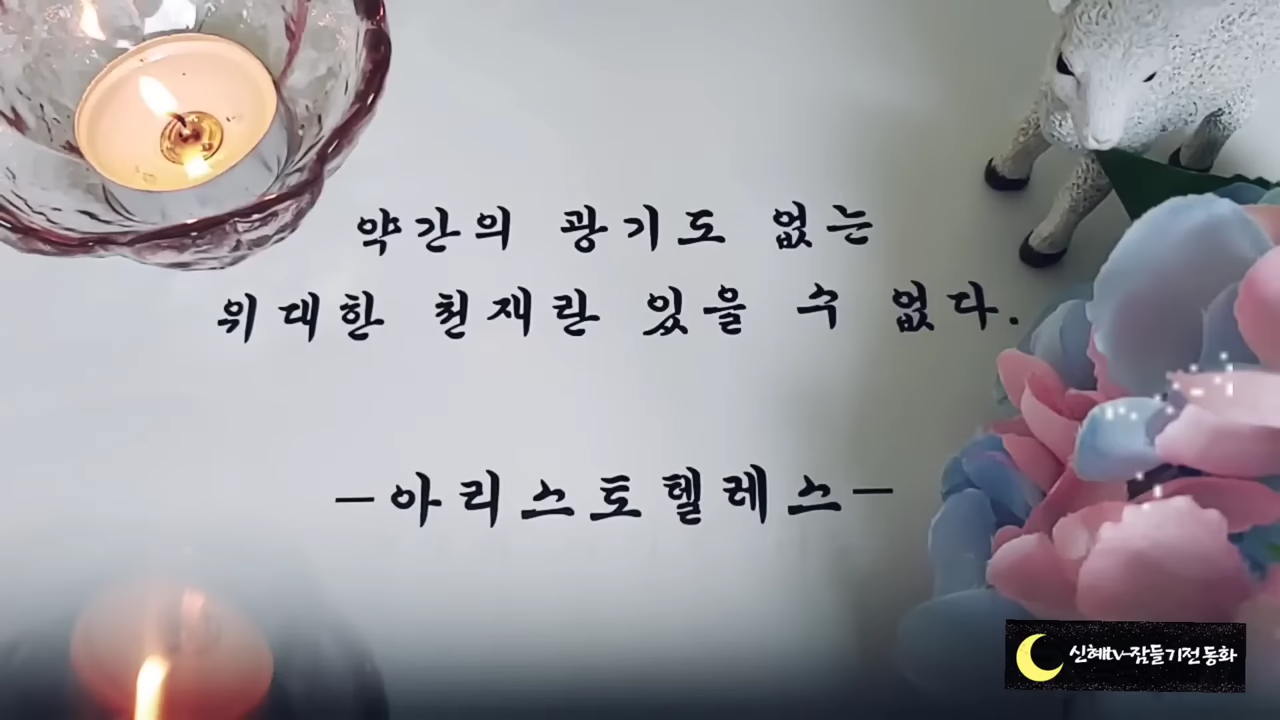 약간의 광기도 없는
위대한 천재란 있을 수 없다.
-아리스토텔레스-
신혜tv-잠들기전 동화